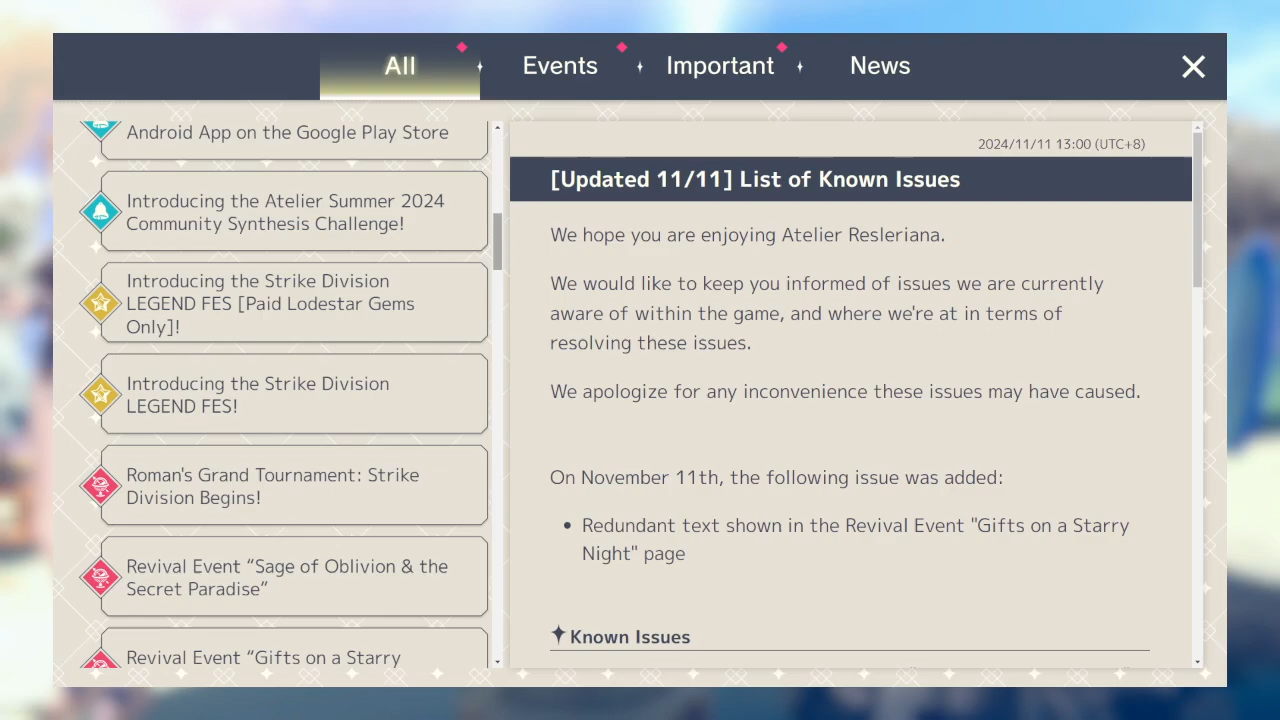 All
Events
Important
News
Android App on the Google Play Store
Introducing the Atelier Summer 2024
Community Synthesis Challenge!
Introducing the Strike Division
LEGEND FES [Paid Lodestar Gems
Only]!
Introducing the Strike Division
LEGEND FES!
Roman's Grand Tournament: Strike
Division Begins!
Revival Event “Sage of Oblivion & the
Secret Paradise”
Revival Event “Gifts on a Starry
2024/11/11 13:00 (UTC+8)
[Updated 11/11] List of Known Issues
We hope you are enjoying Atelier Resleriana.
We would like to keep you informed of issues we are currently
aware of within the game, and where we're at in terms of
resolving these issues.
We apologize for any inconvenience these issues may have caused.
On November 11th, the following issue was added:
• Redundant text shown in the Revival Event "Gifts on a Starry
Night" page
Known Issues